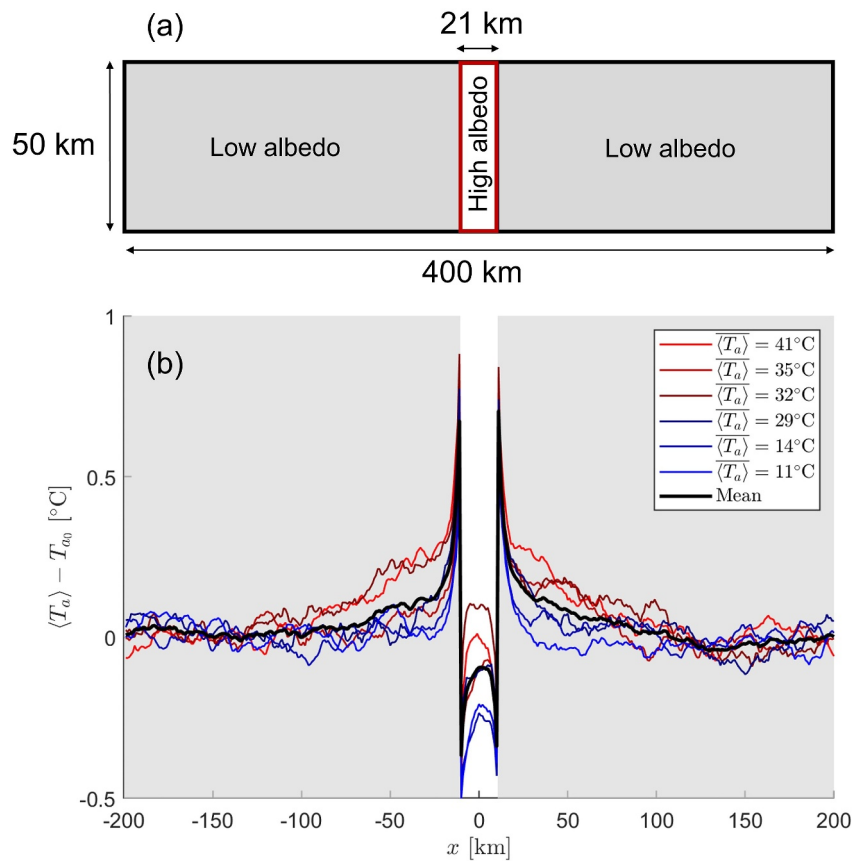 (a)
21 km
50 km
Low albedo
High albedo
Low albedo
400 km
(b)
⟨T_a⟩ − T_{a_0} [°C]
1
0.5
0
-0.5
\overline{⟨T_a⟩} = 41°C
\overline{⟨T_a⟩} = 35°C
\overline{⟨T_a⟩} = 32°C
\overline{⟨T_a⟩} = 29°C
\overline{⟨T_a⟩} = 14°C
\overline{⟨T_a⟩} = 11°C
Mean
-200 -150 -100 -50 0 50 100 150 200
x [km]